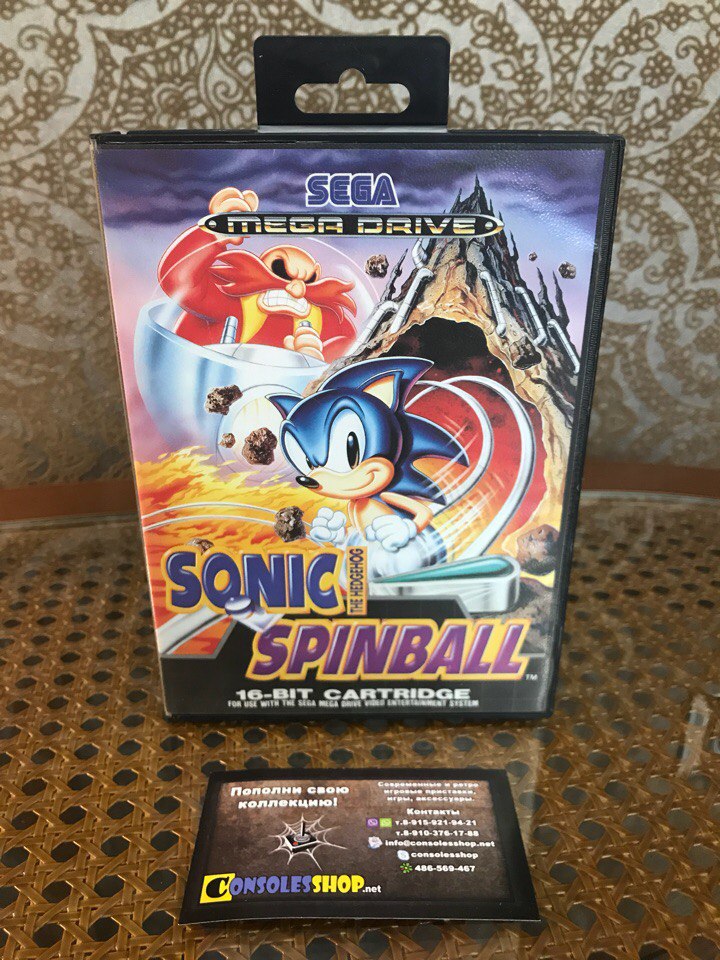 SEGA
MEGA DRIVE
SONIC
THE HEDGEHOG
SPINBALL
TM
16-BIT CARTRIDGE
FOR USE WITH THE SEGA MEGA DRIVE VIDEO ENTERTAINMENT SYSTEM
Пополни свою
коллекцию!
Современные и ретро
игровые приставки,
игры, аксессуары.
Контакты
т.8-915-921-94-21
т.8-910-376-17-88
info@consolesshop.net
consolesshop
486-569-467
CONSOLESSHOP.net